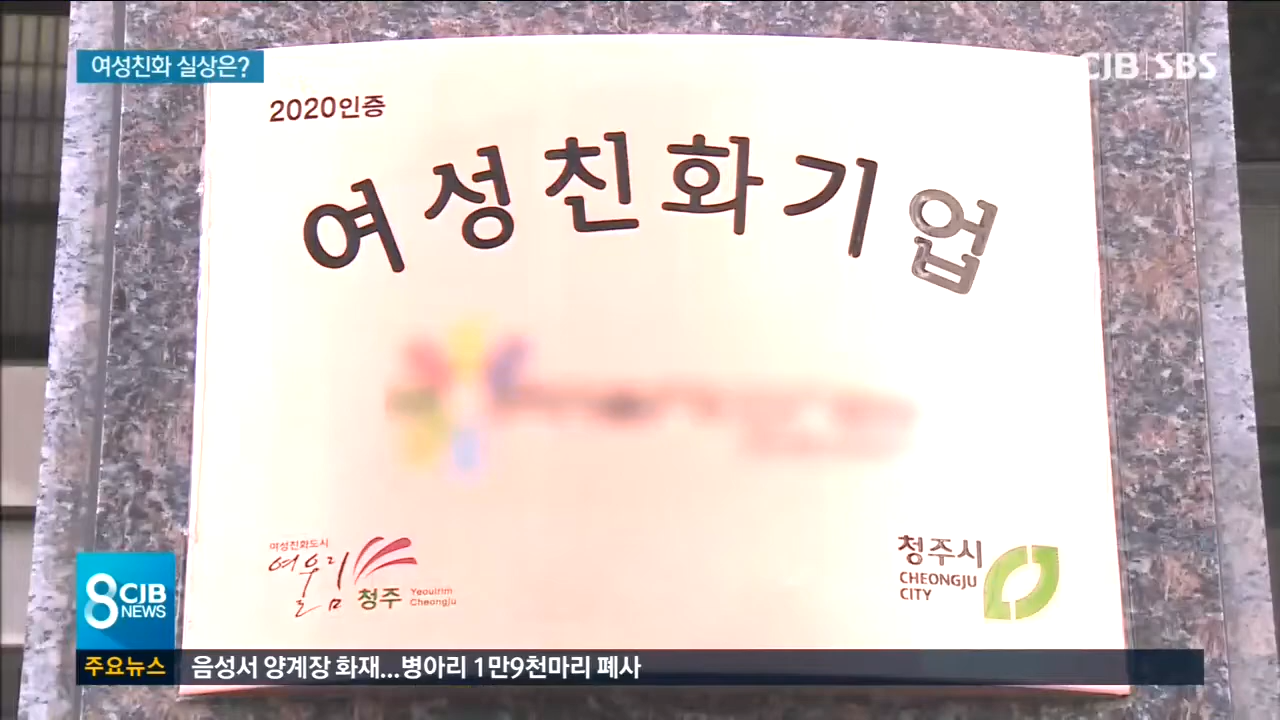 여성친화 실상은?
CJB SBS
2020인증
여성친화기업
여성친화도시
여울림
청주
Yeoulrim
Cheongju
청주시
CHEONGJU
CITY
8 CJB
NEWS
주요뉴스 음성서 양계장 화재...병아리 1만9천마리 폐사